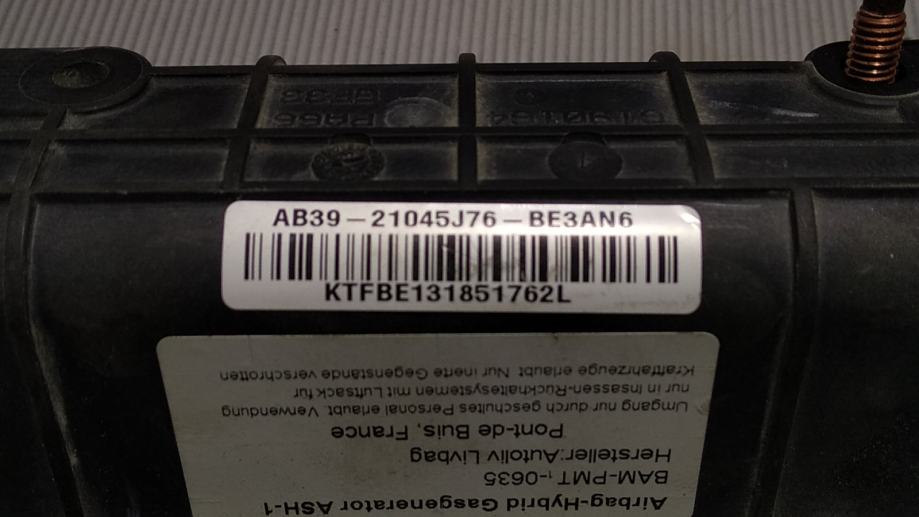 PA66
GF33
AB39-21045J76-BE3AN6
KTFBE131851762L
Airbag-Hybrid Gasgenerator ASH-1
BAM-PMT₁-0635
Hersteller:Autoliv Livbag
Pont-de Buis, France
Umgang nur durch geschultes Personal erlaubt. Verwendung
nur in Insassen-Rückhaltesystemen mit Luftsack für
Kraftfahrzeuge erlaubt. Nur inerte Gegenstände verschrotten